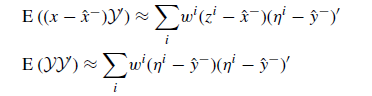 E ((x − x̂⁻)𝒴′) ≈ ∑ᵢ wⁱ(zⁱ − x̂⁻)(ηⁱ − ŷ⁻)′
E (𝒴𝒴′) ≈ ∑ᵢ wⁱ(ηⁱ − ŷ⁻)(ηⁱ − ŷ⁻)′